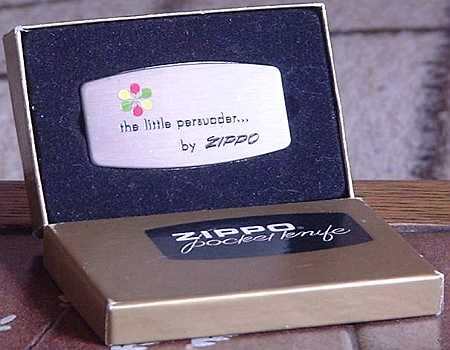 the little persuader...
by ZIPPO
ZIPPO
pocket knife